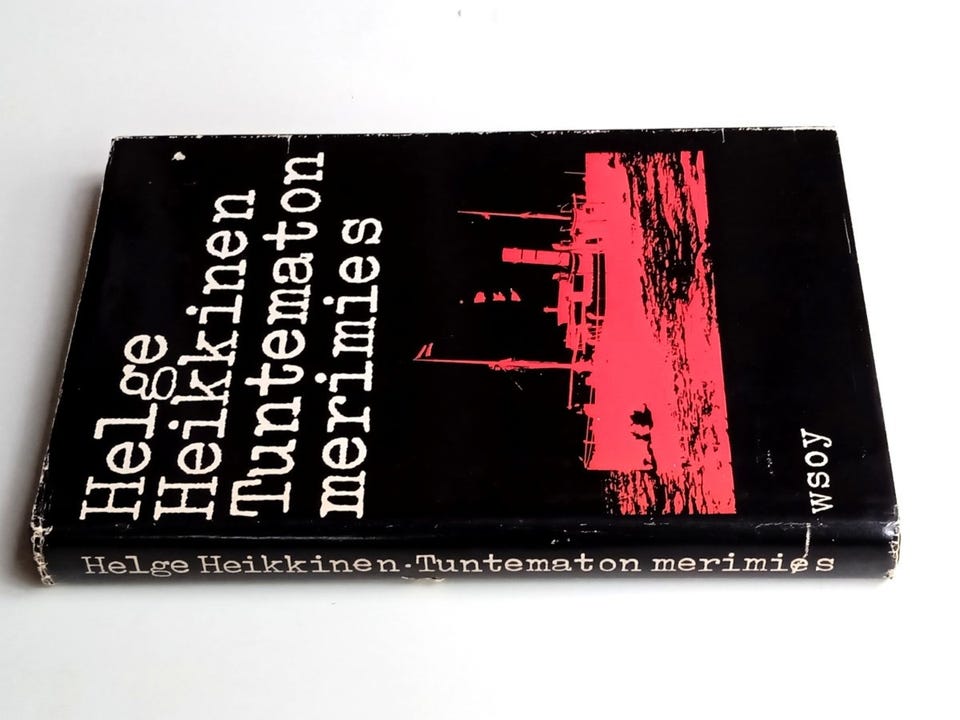 Helge
Heikkinen
Tuntematon
merimies
wsoy
Helge Heikkinen·Tuntematon merimies